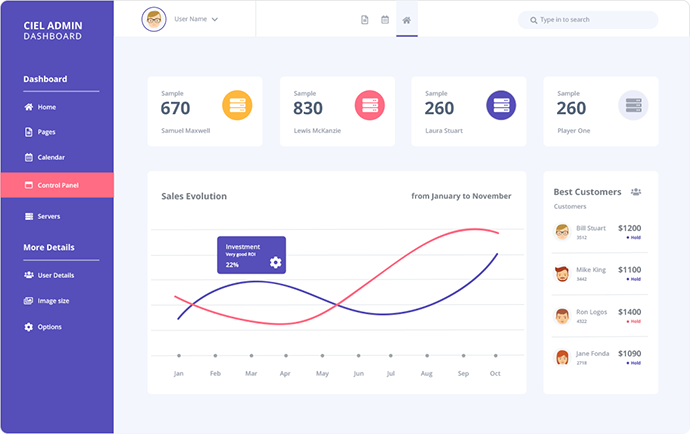 CIEL ADMIN
DASHBOARD
User Name
Type in to search
Dashboard
Home
Pages
Calendar
Control Panel
Servers
More Details
User Details
Image size
Options
Sample
670
Samuel Maxwell
Sample
830
Lewis McKanzie
Sample
260
Laura Stuart
Sample
260
Player One
Sales Evolution
from January to November
Investment
Very good ROI
22%
Jan Feb Mar Apr May Jun Jul Aug Sep Oct
Best Customers
Customers
Bill Stuart $1200
3512 Hold
Mike King $1100
3442 Hold
Ron Logos $1400
4522 Hold
Jane Fonda $1090
2718 Hold